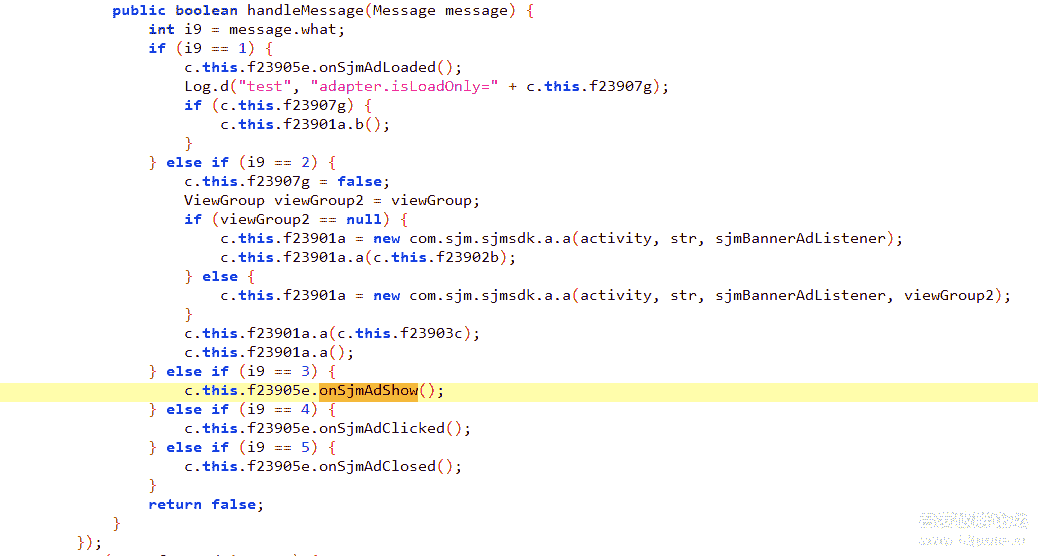 public boolean handleMessage(Message message) {
int i9 = message.what;
if (i9 == 1) {
c.this.f23905e.onSjmAdLoaded();
Log.d("test", "adapter.isLoadOnly=" + c.this.f23907g);
if (c.this.f23907g) {
c.this.f23901a.b();
}
} else if (i9 == 2) {
c.this.f23907g = false;
ViewGroup viewGroup2 = viewGroup;
if (viewGroup2 == null) {
c.this.f23901a = new com.sjm.sjmsdk.a.a(activity, str, sjmBannerAdListener);
c.this.f23901a.a(c.this.f23902b);
} else {
c.this.f23901a = new com.sjm.sjmsdk.a.a(activity, str, sjmBannerAdListener, viewGroup2);
}
c.this.f23901a.a(c.this.f23903c);
c.this.f23901a.a();
} else if (i9 == 3) {
c.this.f23905e.onSjmAdShow();
} else if (i9 == 4) {
c.this.f23905e.onSjmAdClicked();
} else if (i9 == 5) {
c.this.f23905e.onSjmAdClosed();
}
return false;
}
});